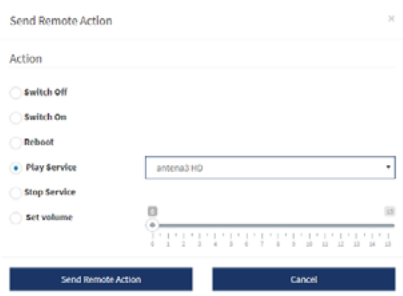 Send Remote Action ×
Action
Switch Off
Switch On
Reboot
Play Service antena3 HD
Stop Service
Set volume 0 15
0 1 2 3 4 5 6 7 8 9 10 11 12 13 14 15
Send Remote Action Cancel